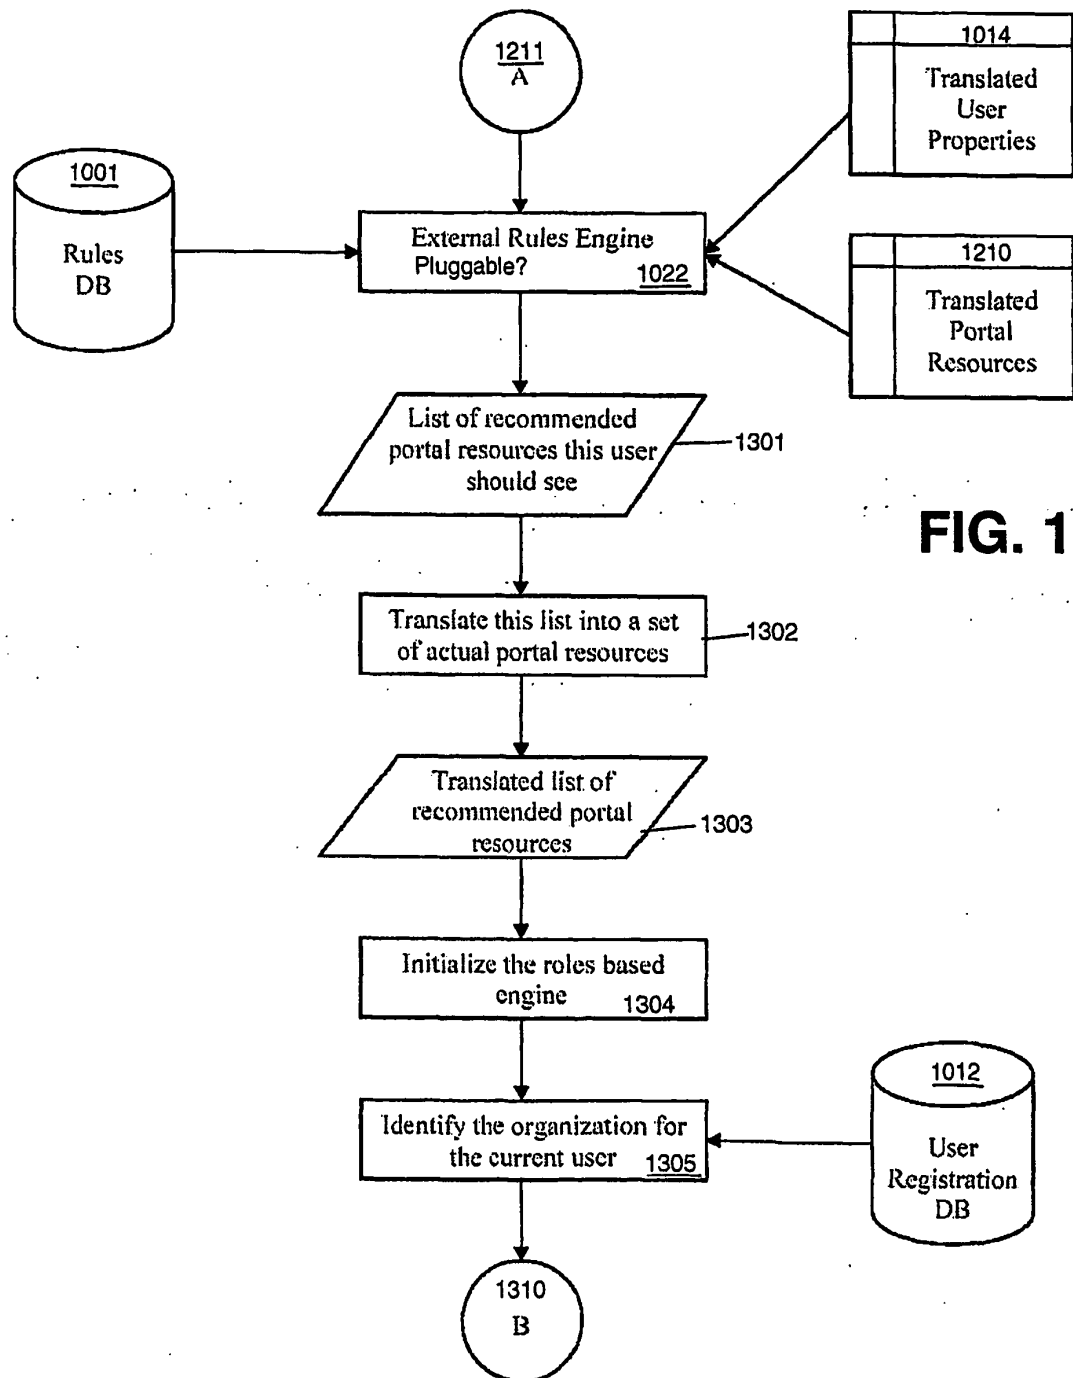 1211
A
1014
Translated
User
Properties
1001
Rules
DB
External Rules Engine
Pluggable?
1022
1210
Translated
Portal
Resources
List of recommended
portal resources this user
should see
1301
FIG. 1
Translate this list into a set
of actual portal resources
1302
Translated list of
recommended portal
resources
1303
Initialize the roles based
engine
1304
Identify the organization for
the current user
1305
1012
User
Registration
DB
1310
B